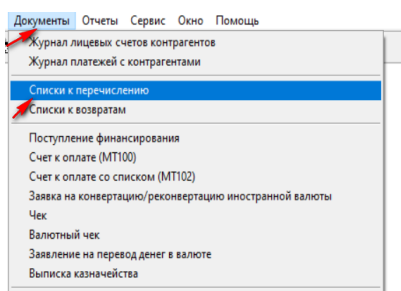 Документы Отчеты Сервис Окно Помощь
Журнал лицевых счетов контрагентов
Журнал платежей с контрагентами
Списки к перечислению
Списки к возвратам
Поступление финансирования
Счет к оплате (МТ100)
Счет к оплате со списком (МТ102)
Заявка на конвертацию/реконвертацию иностранной валюты
Чек
Валютный чек
Заявление на перевод денег в валюте
Выписка казначейства